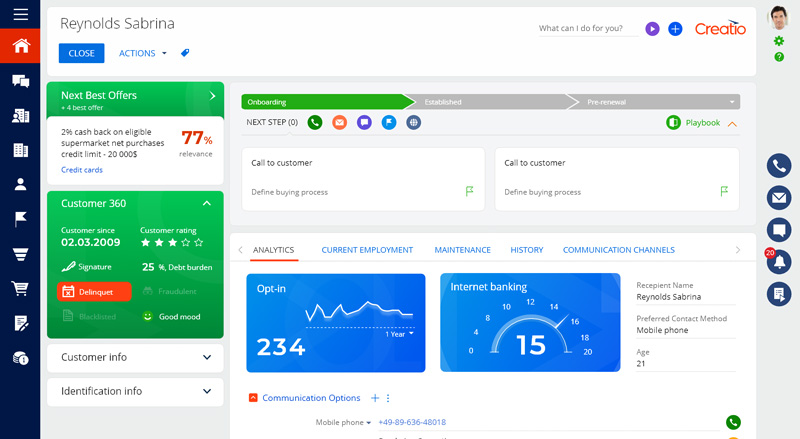 Reynolds Sabrina
What can I do for you?
Creatio
CLOSE
ACTIONS
Next Best Offers
+ 4 best offer
2% cash back on eligible
supermarket net purchases
credit limit - 20 000$
77%
relevance
Credit cards
Customer 360
Customer since
02.03.2009
Customer rating
Signature
25 %, Debt burden
Delinquet
Fraudulent
Blacklisted
Good mood
Customer info
Identification info
Onboarding
Established
Pre-renewal
NEXT STEP (0)
Playbook
Call to customer
Define buying process
Call to customer
Define buying process
ANALYTICS
CURRENT EMPLOYMENT
MAINTENANCE
HISTORY
COMMUNICATION CHANNELS
Opt-in
234
1 Year
Internet banking
0
4
8
10
12
14
16
18
20
15
Recepient Name
Reynolds Sabrina
Preferred Contact Method
Mobile phone
Age
21
Communication Options
Mobile phone
+49-89-636-48018
20